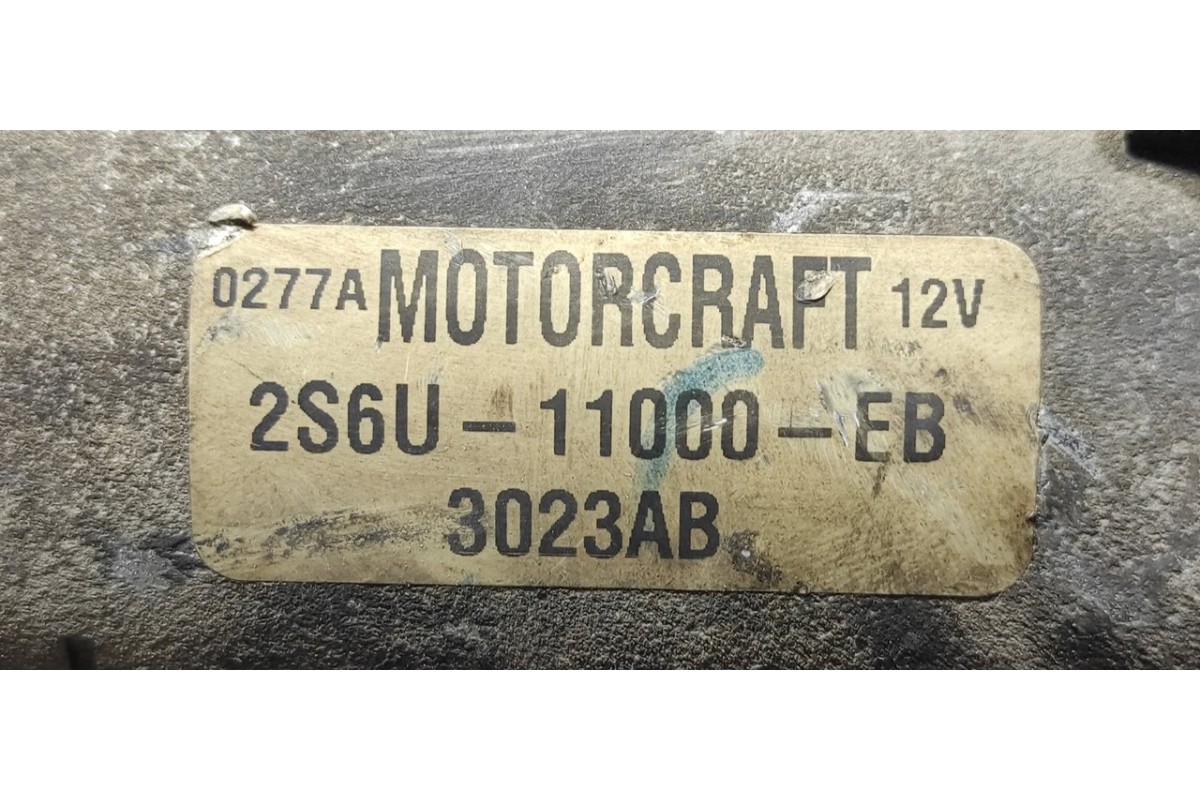 0277A MOTORCRAFT 12V
2S6U-11000-EB
3023AB